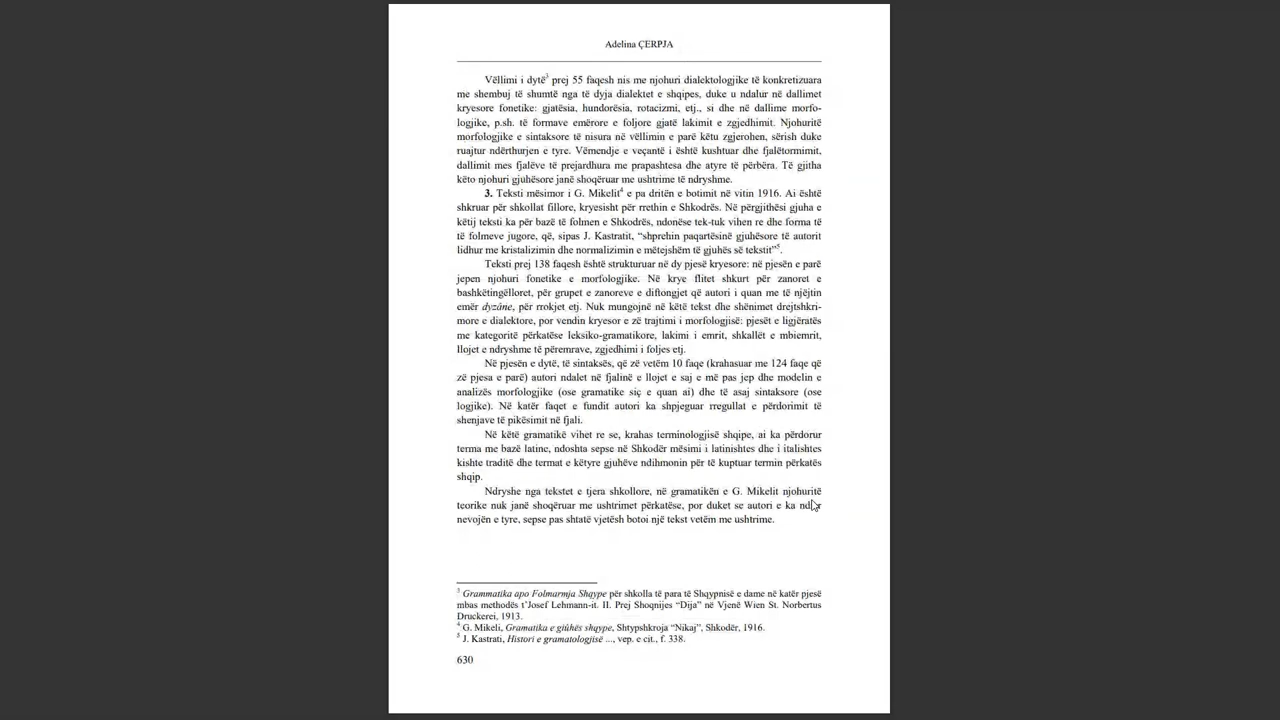 Adelina ÇERPJA
Vëllimi i dytë3 prej 55 faqesh nis me njohuri dialektologjike të konkretizuara
me shembuj të shumtë nga të dyja dialektet e shqipes, duke u ndalur në dallimet
kryesore fonetike: gjatësia, hundorësia, rotacizmi, etj., si dhe në dallime morfo-
logjike, p.sh. të formave emërore e foljore gjatë lakimit e zgjedhimit. Njohuritë
morfologjike e sintaksore të nisura në vëllimin e parë këtu zgjerohen, sërish duke
ruajtur ndërthurjen e tyre. Vëmendje e veçantë i është kushtuar dhe fjalëtormimit,
dallimit mes fjalëve të prejardhura me prapashtesa dhe atyre të përbëra. Të gjitha
këto njohuri gjuhësore janë shoqëruar me ushtrime të ndryshme.
3. Teksti mësimor i G. Mikelit4 e pa dritën e botimit në vitin 1916. Ai është
shkruar për shkollat fillore, kryesisht për rrethin e Shkodrës. Në përgjithësi gjuha e
këtij teksti ka për bazë të folmen e Shkodrës, ndonëse tek-tuk vihen re dhe forma të
të folmeve jugore, që, sipas J. Kastratit, “shprehin paqartësinë gjuhësore të autorit
lidhur me kristalizimin dhe normalizimin e mëtejshëm të gjuhës së tekstit”5.
Teksti prej 138 faqesh është strukturuar në dy pjesë kryesore: në pjesën e parë
jepen njohuri fonetike e morfologjike. Në krye flitet shkurt për zanoret e
bashkëtingëlloret, për grupet e zanoreve e diftongjet që autori i quan me të njëjtin
emër dyzâne, për rrokjet etj. Nuk mungojnë në këtë tekst dhe shënimet drejtshkri-
more e dialektore, por vendin kryesor e zë trajtimi i morfologjisë: pjesët e ligjëratës
me kategoritë përkatëse leksiko-gramatikore, lakimi i emrit, shkallët e mbiemrit,
llojet e ndryshme të përemrave, zgjedhimi i foljes etj.
Në pjesën e dytë, të sintaksës, që zë vetëm 10 faqe (krahasuar me 124 faqe që
zë pjesa e parë) autori ndalet në fjalinë e llojet e saj e më pas jep dhe modelin e
analizës morfologjike (ose gramatike siç e quan ai) dhe të asaj sintaksore (ose
logjike). Në katër faqet e fundit autori ka shpjeguar rregullat e përdorimit të
shenjave të pikësimit në fjali.
Në këtë gramatikë vihet re se, krahas terminologjisë shqipe, ai ka përdorur
terma me bazë latine, ndoshta sepse në Shkodër mësimi i latinishtes dhe i italishtes
kishte traditë dhe termat e këtyre gjuhëve ndihmonin për të kuptuar termin përkatës
shqip.
Ndryshe nga tekstet e tjera shkollore, në gramatikën e G. Mikelit njohuritë
teorike nuk janë shoqëruar me ushtrimet përkatëse, por duket se autori e ka ndier
nevojën e tyre, sepse pas shtatë vjetësh botoi një tekst vetëm me ushtrime.
3 Grammatika apo Folmarmja Shqype për shkolla të para të Shqypnisë e dame në katër pjesë
mbas methodës t’Josef Lehmann-it. II. Prej Shoqnijes “Dija” në Vjenë Wien St. Norbertus
Druckerei, 1913.
4 G. Mikeli, Gramatika e gjûhës shqype, Shtypshkroja “Nikaj”, Shkodër, 1916.
5 J. Kastrati, Histori e gramatologjisë ..., vep. e cit., f. 338.
630